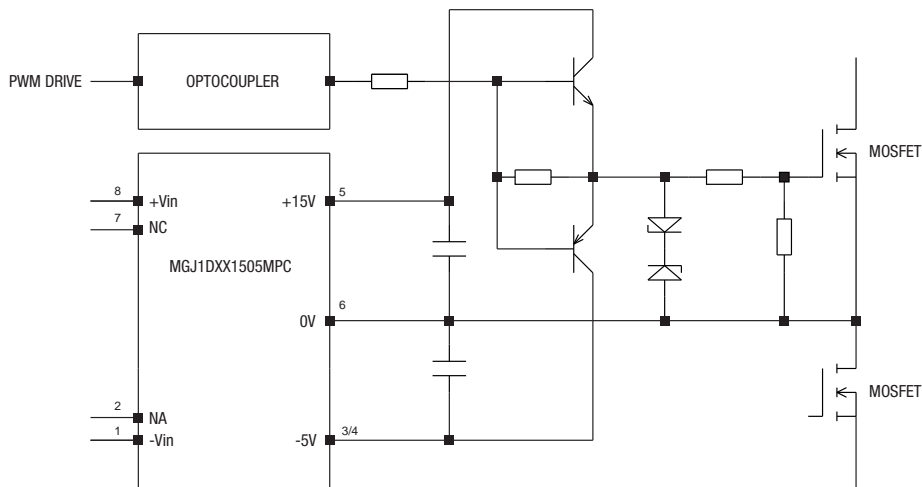 PWM DRIVE
OPTOCOUPLER
MOSFET
8
+Vin
+15V
5
7
NC
MGJ1DXX1505MPC
6
0V
MOSFET
2
NA
1
-Vin
-5V
3/4